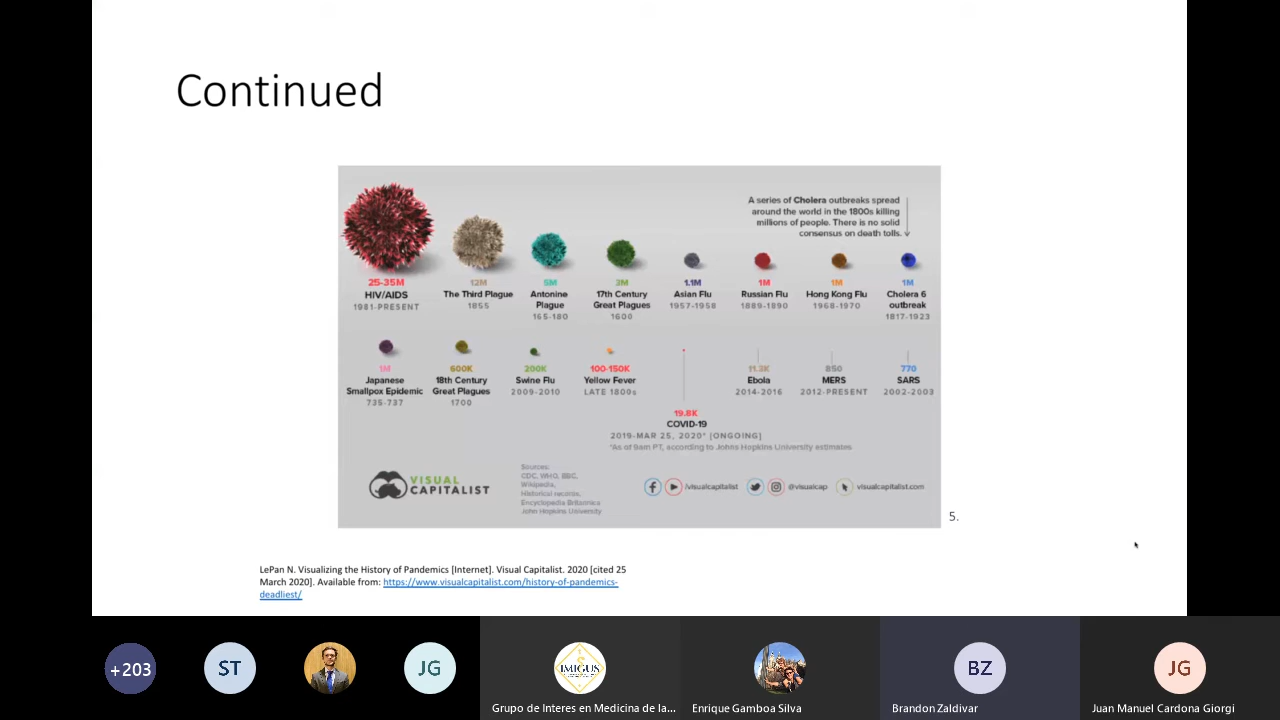 Continued
A series of Cholera outbreaks spread
around the world in the 1800s killing
millions of people. There is no solid
consensus on death tolls.
25-35M
HIV/AIDS
1981-PRESENT
12M
The Third Plague
1855
5M
Antonine
Plague
165-180
3M
17th Century
Great Plagues
1600
1.1M
Asian Flu
1957-1958
1M
Russian Flu
1889-1890
1M
Hong Kong Flu
1968-1970
1M
Cholera 6
outbreak
1817-1923
1M
Japanese
Smallpox Epidemic
735-737
600K
18th Century
Great Plagues
1700
200K
Swine Flu
2009-2010
100-150K
Yellow Fever
LATE 1800s
19.8K
COVID-19
2019-MAR 25, 2020* [ONGOING]
*As of 9am PT, according to Johns Hopkins University estimates
11.3K
Ebola
2014-2016
850
MERS
2012-PRESENT
770
SARS
2002-2003
VISUAL
CAPITALIST
Sources:
CDC, WHO, BBC,
Wikipedia,
Historical records,
Encyclopedia Britannica
John Hopkins University
/visualcapitalist
@visualcap
visualcapitalist.com
5.
LePan N. Visualizing the History of Pandemics [Internet]. Visual Capitalist. 2020 [cited 25
March 2020]. Available from: https://www.visualcapitalist.com/history-of-pandemics-
deadliest/
+203
ST
JG
IMIGUS
Grupo de Interes en Medicina de la...
Enrique Gamboa Silva
BZ
Brandon Zaldivar
JG
Juan Manuel Cardona Giorgi